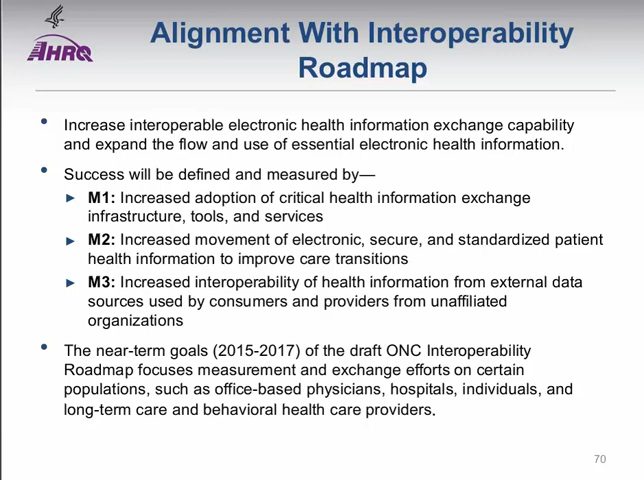 AHRQ
Alignment With Interoperability
Roadmap
• Increase interoperable electronic health information exchange capability
and expand the flow and use of essential electronic health information.
• Success will be defined and measured by—
► M1: Increased adoption of critical health information exchange
infrastructure, tools, and services
► M2: Increased movement of electronic, secure, and standardized patient
health information to improve care transitions
► M3: Increased interoperability of health information from external data
sources used by consumers and providers from unaffiliated
organizations
• The near-term goals (2015-2017) of the draft ONC Interoperability
Roadmap focuses measurement and exchange efforts on certain
populations, such as office-based physicians, hospitals, individuals, and
long-term care and behavioral health care providers.
70